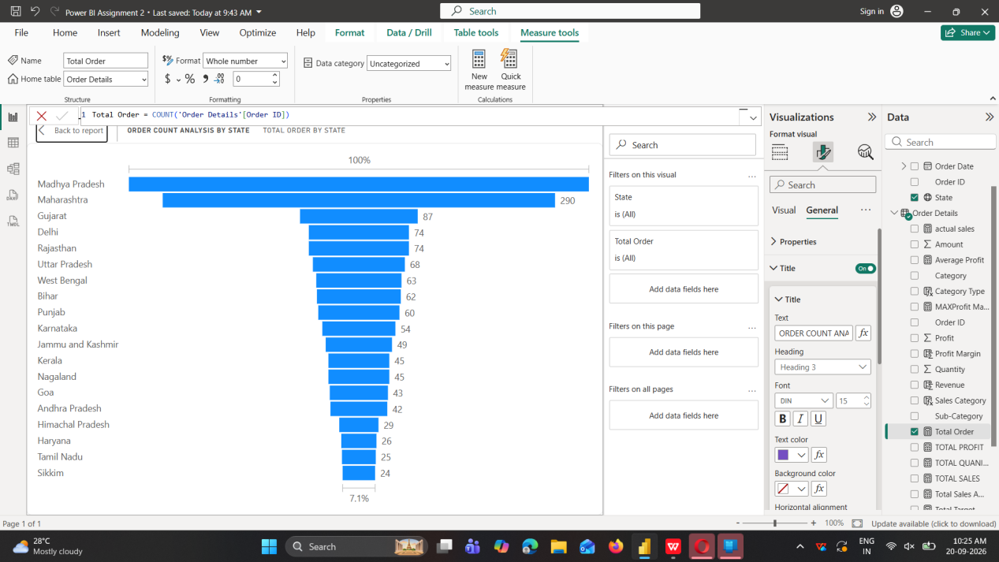 Power BI Assignment 2 • Last saved: Today at 9:43 AM
Search
Sign in
File Home Insert Modeling View Optimize Help Format Data / Drill Table tools Measure tools
Share
Name Total Order
Home table Order Details
Structure
Format Whole number
$ % 0
Formatting
Data category Uncategorized
Properties
New measure
Quick measure
Calculations
1 Total Order = COUNT('Order Details'[Order ID])
Back to report
ORDER COUNT ANALYSIS BY STATE
TOTAL ORDER BY STATE
100%
Madhya Pradesh
Maharashtra 290
Gujarat 87
Delhi 74
Rajasthan 74
Uttar Pradesh 68
West Bengal 63
Bihar 62
Punjab 60
Karnataka 54
Jammu and Kashmir 49
Kerala 45
Nagaland 45
Goa 43
Andhra Pradesh 42
Himachal Pradesh 29
Haryana 26
Tamil Nadu 25
Sikkim 24
7.1%
Search
Filters on this visual ...
State
is (All)
Total Order
is (All)
Add data fields here
Filters on this page ...
Add data fields here
Filters on all pages ...
Add data fields here
Visualizations
Format visual
Search
Visual General ...
Properties
Title On
Title
Text
ORDER COUNT ANA
fx
Heading
Heading 3
Font
DIN 15
B I U
Text color
fx
Background color
fx
Horizontal alignment
Data
Search
Order Date
Order ID
State
Order Details
actual sales
Amount
Average Profit
Category
Category Type
MAXProfit Ma...
Order ID
Profit
Profit Margin
Quantity
Revenue
Sales Category
Sub-Category
Total Order
TOTAL PROFIT
TOTAL QUANI...
TOTAL SALES
Total Sales A...
Total Target
Page 1 of 1
- + 100%
Update available (click to download)
28°C
Mostly cloudy
Search
ENG
IN
10:25 AM
20-09-2026